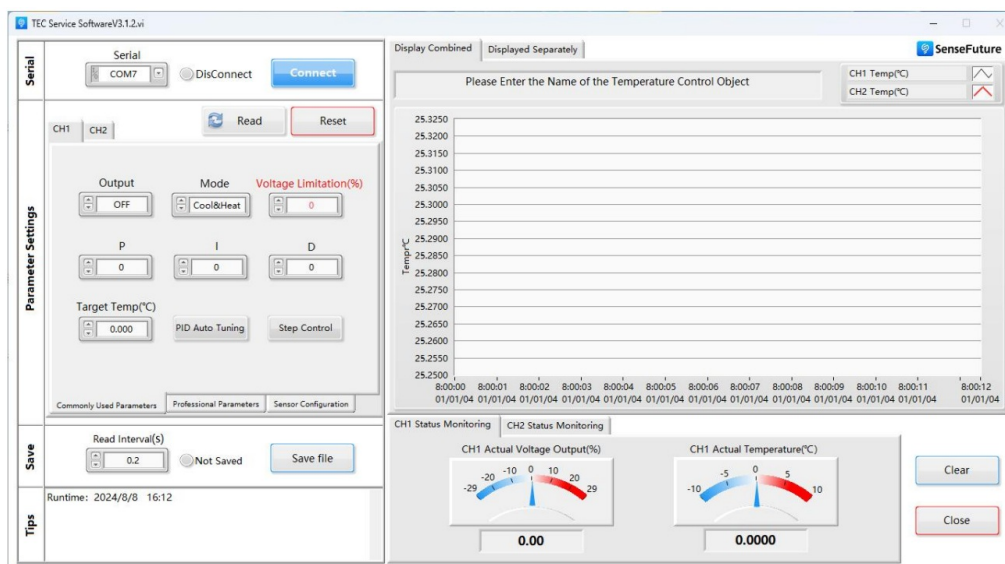 TEC Service SoftwareV3.1.2.vi
Serial
Serial
COM7
DisConnect
Connect
Parameter Settings
CH1
CH2
Read
Reset
Output
Mode
Voltage Limitation(%)
OFF
Cool&Heat
0
P
I
D
0
0
0
Target Temp(℃)
0.000
PID Auto Tuning
Step Control
Commonly Used Parameters
Professional Parameters
Sensor Configuration
Save
Read Interval(s)
0.2
Not Saved
Save file
Tips
Runtime: 2024/8/8 16:12
Display Combined
Displayed Separately
SenseFuture
Please Enter the Name of the Temperature Control Object
CH1 Temp(℃)
CH2 Temp(℃)
Tempr℃
25.3250
25.3200
25.3150
25.3100
25.3050
25.3000
25.2950
25.2900
25.2850
25.2800
25.2750
25.2700
25.2650
25.2600
25.2550
25.2500
8:00:00 8:00:01 8:00:02 8:00:03 8:00:04 8:00:05 8:00:06 8:00:07 8:00:08 8:00:09 8:00:10 8:00:11 8:00:12
01/01/04 01/01/04 01/01/04 01/01/04 01/01/04 01/01/04 01/01/04 01/01/04 01/01/04 01/01/04 01/01/04 01/01/04 01/01/04
CH1 Status Monitoring
CH2 Status Monitoring
CH1 Actual Voltage Output(%)
-29 -20 -10 0 10 20 29
0.00
CH1 Actual Temperature(℃)
-10 -5 0 5 10
0.0000
Clear
Close